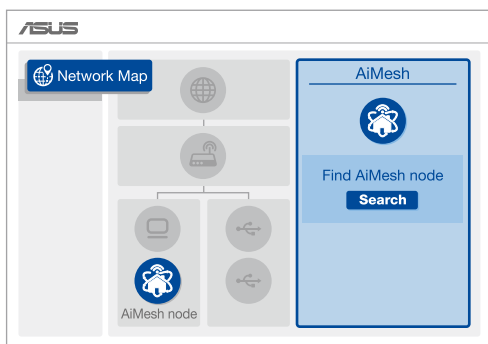 ASUS
Network Map
AiMesh
Find AiMesh node
Search
AiMesh node